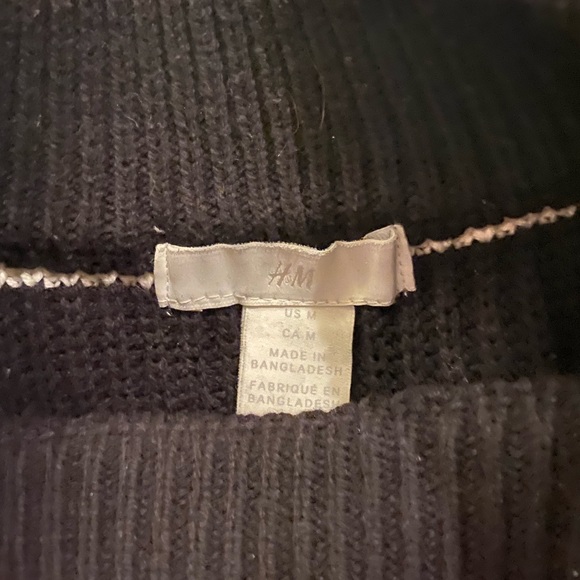 H&M
US M
CA M
MADE IN
BANGLADESH
FABRIQUÉ EN
BANGLADESH